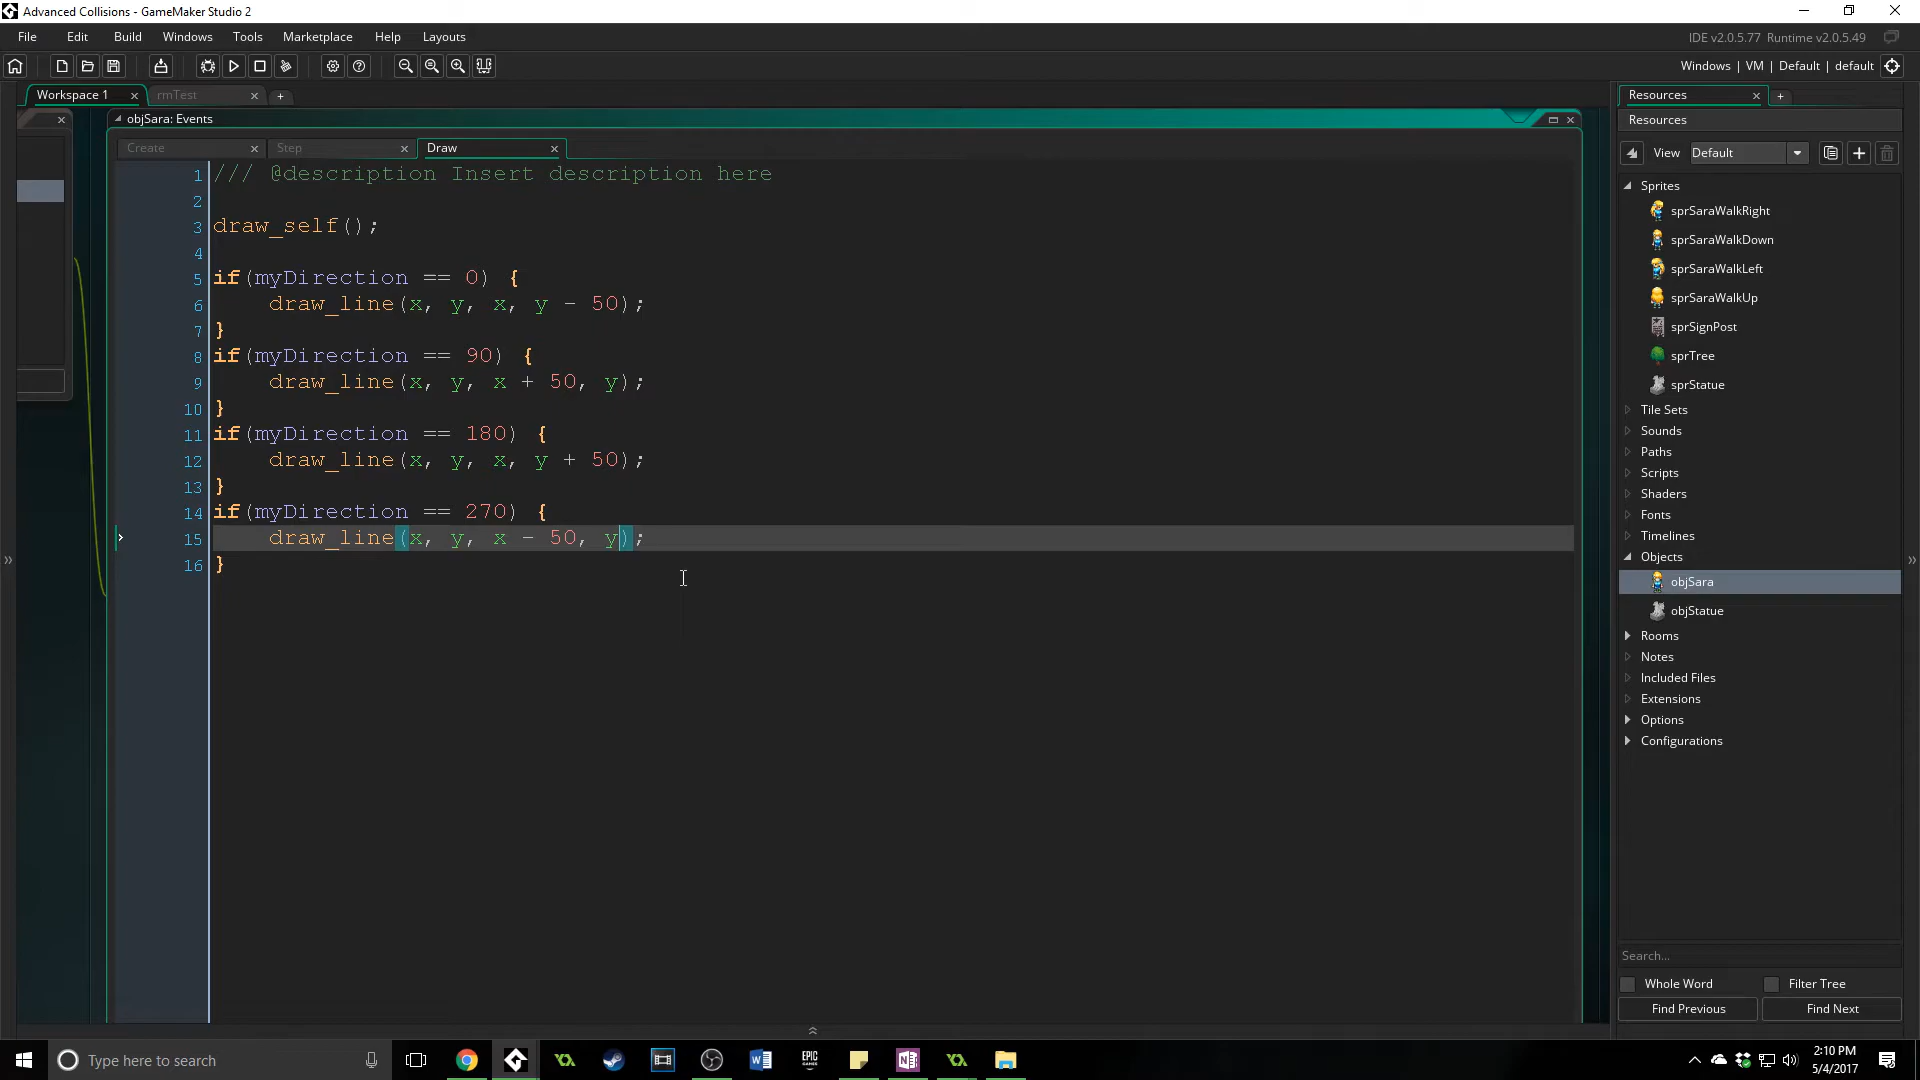 Advanced Collisions - GameMaker Studio 2
File Edit Build Windows Tools Marketplace Help Layouts
IDE v2.0.5.77 Runtime v2.0.5.49
Windows | VM | Default | default
Workspace 1
rmTest
objSara: Events
Create
Step
Draw
1 /// @description Insert description here
2
3 draw_self();
4
5 if(myDirection == 0) {
6 draw_line(x, y, x, y - 50);
7 }
8 if(myDirection == 90) {
9 draw_line(x, y, x + 50, y);
10 }
11 if(myDirection == 180) {
12 draw_line(x, y, x, y + 50);
13 }
14 if(myDirection == 270) {
15 draw_line(x, y, x - 50, y);
16 }
Resources
Resources
View Default
Sprites
sprSaraWalkRight
sprSaraWalkDown
sprSaraWalkLeft
sprSaraWalkUp
sprSignPost
sprTree
sprStatue
Tile Sets
Sounds
Paths
Scripts
Shaders
Fonts
Timelines
Objects
objSara
objStatue
Rooms
Notes
Included Files
Extensions
Options
Configurations
Search...
Whole Word
Filter Tree
Find Previous
Find Next
Type here to search
EPIC GAMES
2:10 PM
5/4/2017